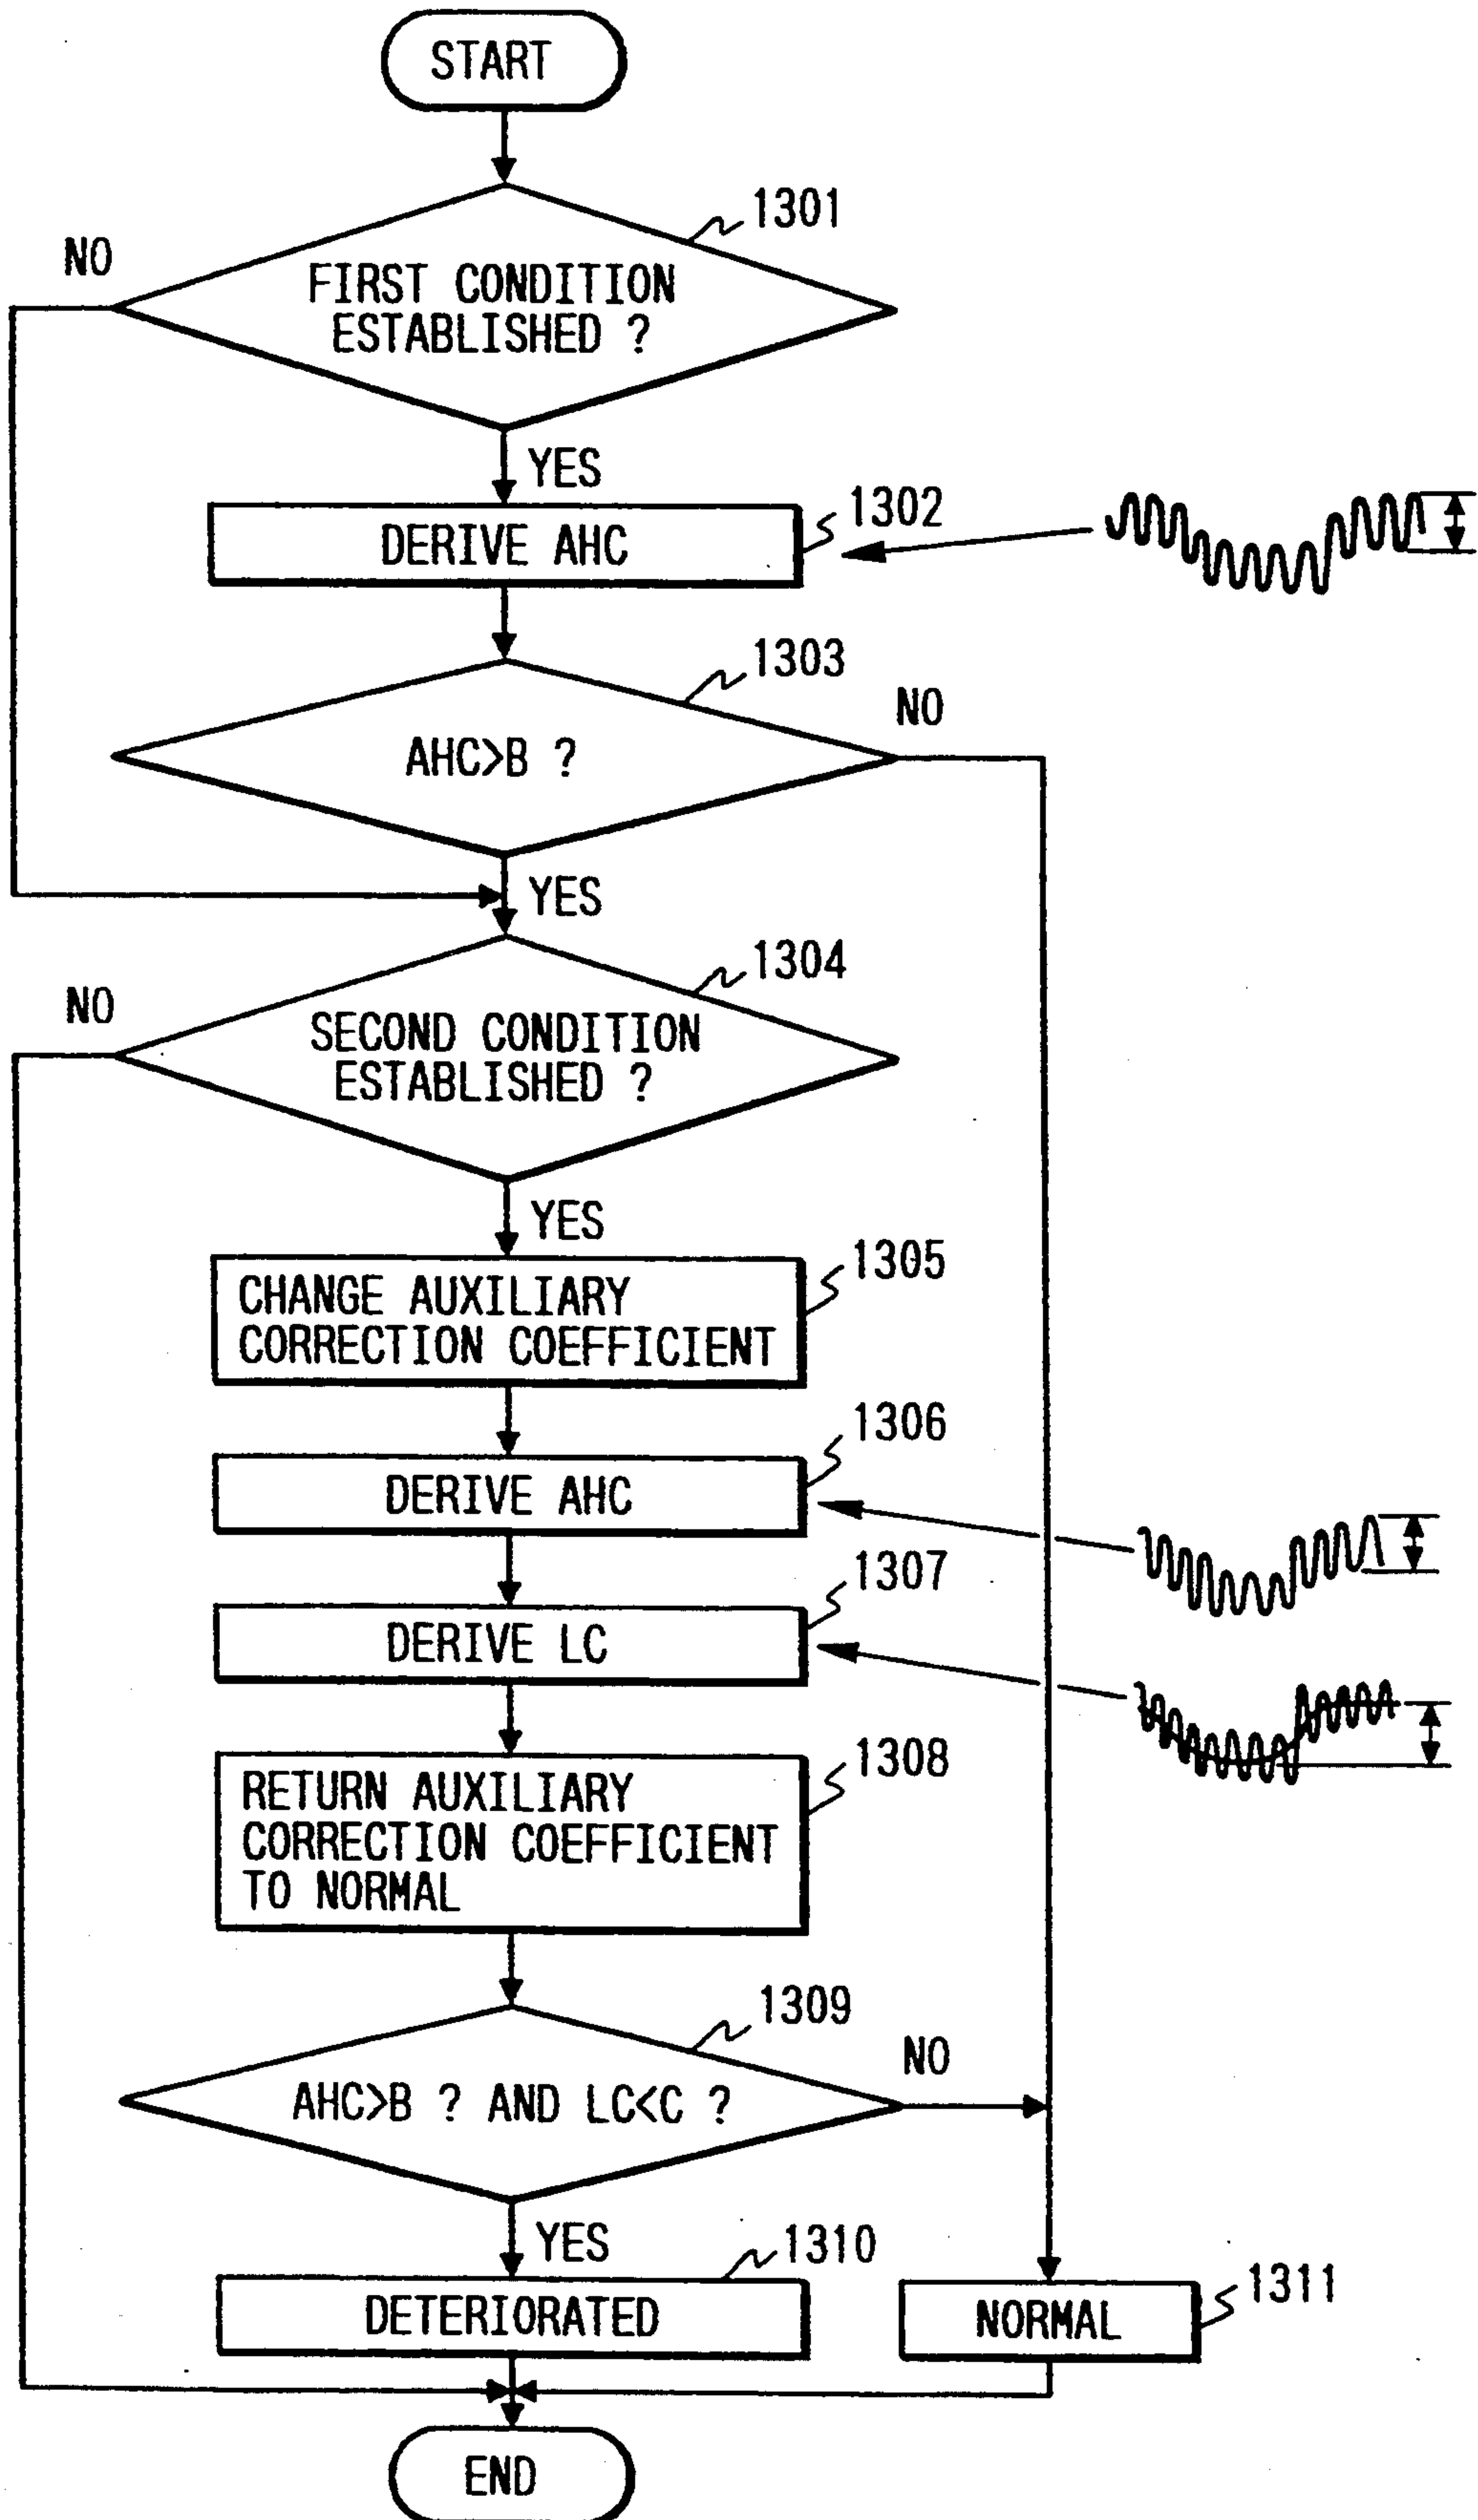 START
1301
NO
FIRST CONDITION
ESTABLISHED ?
YES
1302
DERIVE AHC
1303
NO
AHC>B ?
YES
1304
NO
SECOND CONDITION
ESTABLISHED ?
YES
1305
CHANGE AUXILIARY
CORRECTION COEFFICIENT
1306
DERIVE AHC
1307
DERIVE LC
1308
RETURN AUXILIARY
CORRECTION COEFFICIENT
TO NORMAL
1309
NO
AHC>B ? AND LC<C ?
YES
1310
DETERIORATED
1311
NORMAL
END